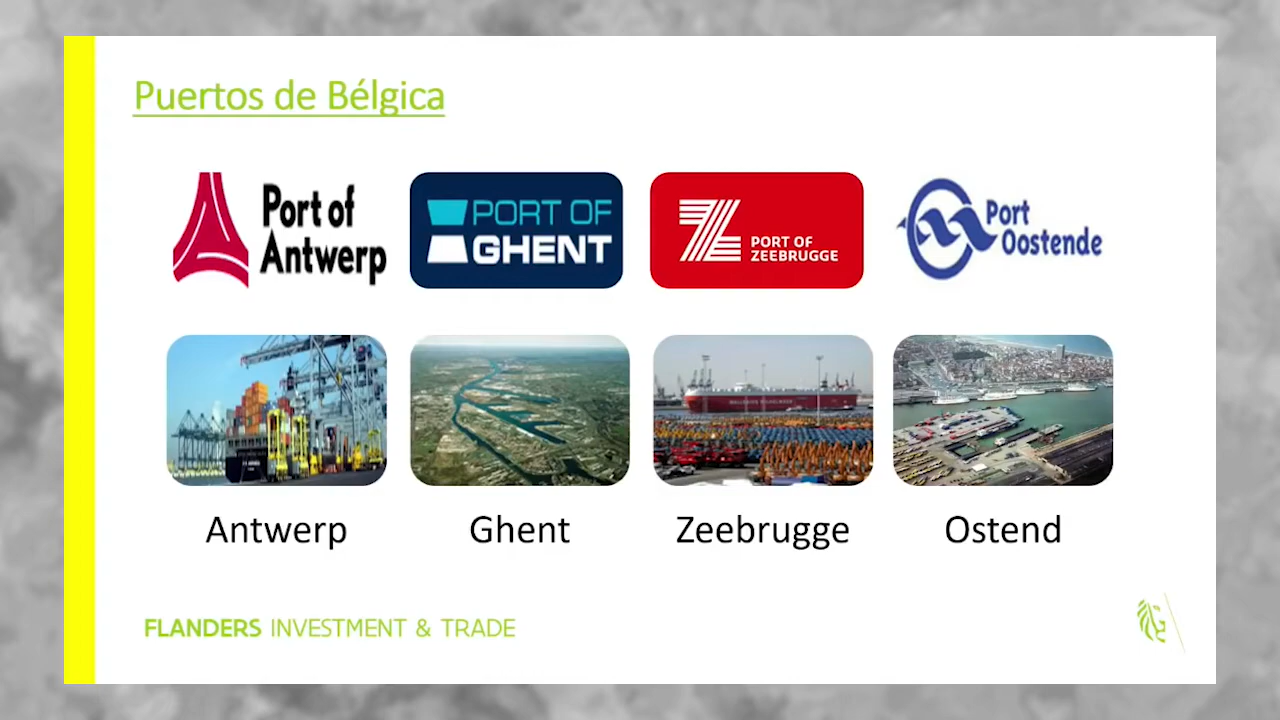 Puertos de Bélgica
Port of
Antwerp
PORT OF
GHENT
PORT OF
ZEEBRUGGE
Port
Oostende
Antwerp
Ghent
Zeebrugge
Ostend
FLANDERS INVESTMENT & TRADE